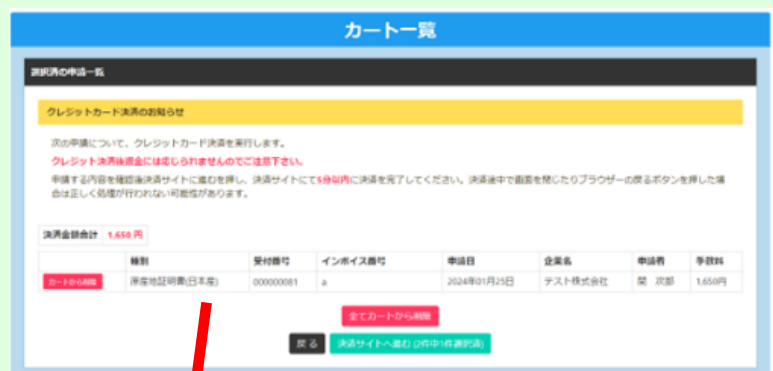 カート一覧
選択済の申請一覧
クレジットカード決済のお知らせ
次の申請について、クレジットカード決済を実行します。
クレジット決済後返金には応じられませんのでご注意下さい。
申請する内容を確認後決済サイトに進むを押し、決済サイトにて5分以内に決済を完了してください。決済途中で画面を閉じたりブラウザーの戻るボタンを押した場
合は正しく処理が行われない可能性があります。
決済金額合計 1,650 円
種別 受付番号 インボイス番号 申請日 企業名 申請者 手数料
カートから削除 原産地証明書(日本産) 000000081 a 2024年01月25日 テスト株式会社 関 次郎 1,650円
全てカートから削除
戻る 決済サイトへ進む (2件中1件選択済)